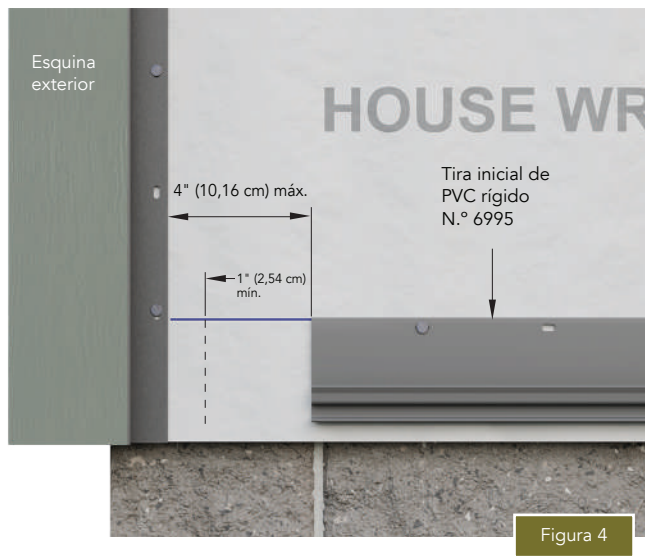 Esquina
exterior
HOUSE WR
4" (10,16 cm) máx.
Tira inicial de
PVC rígido
N.º 6995
1" (2,54 cm)
mín.
Figura 4